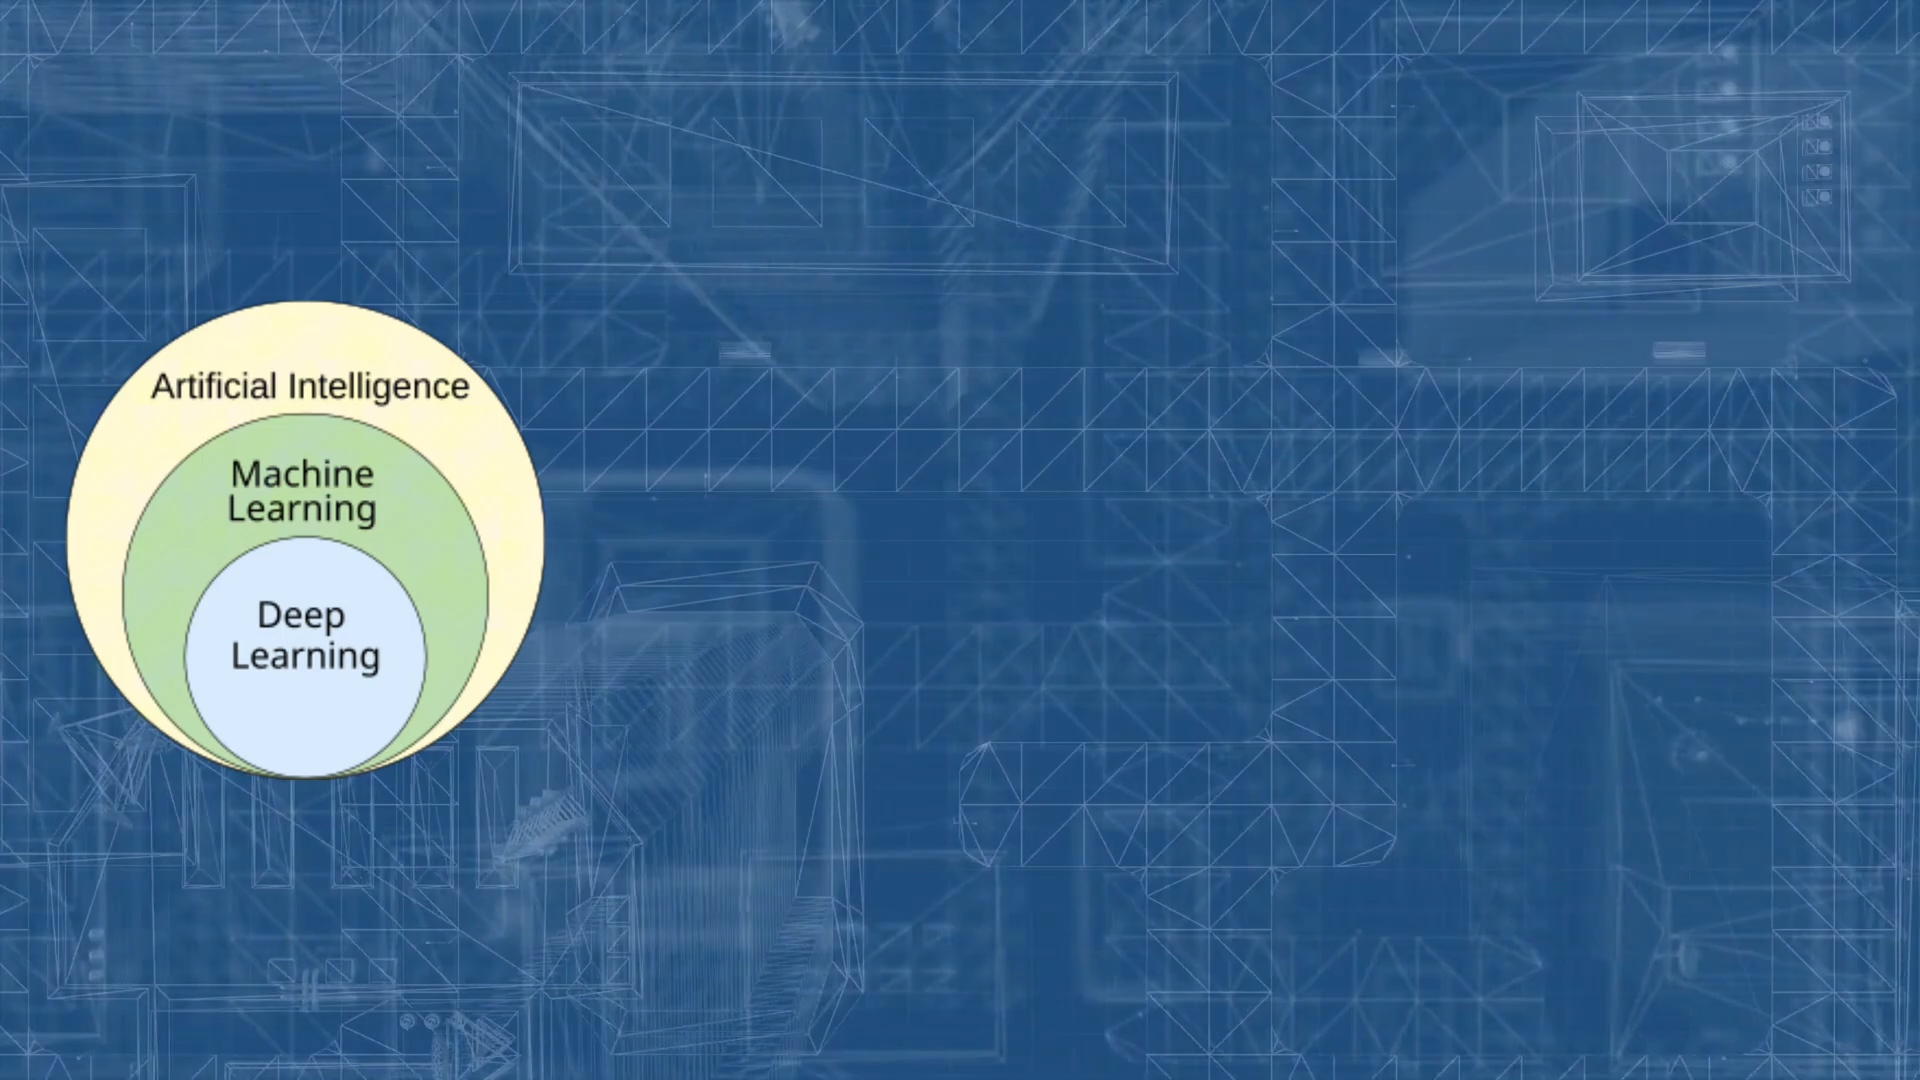 Artificial Intelligence
Machine
Learning
Deep
Learning